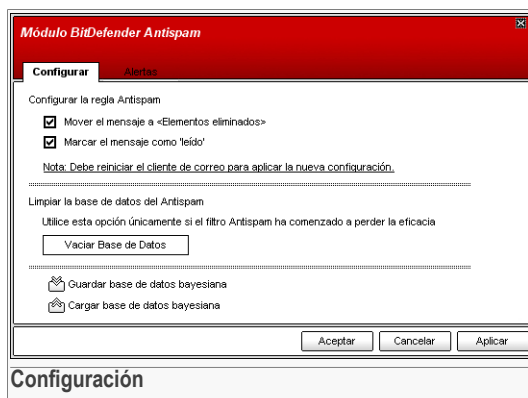 Módulo BitDefender Antispam
Configurar Alertas
Configurar la regla Antispam
Mover el mensaje a «Elementos eliminados»
Marcar el mensaje como 'leído'
Nota: Debe reiniciar el cliente de correo para aplicar la nueva configuración.
Limpiar la base de datos del Antispam
Utilice esta opción únicamente si el filtro Antispam ha comenzado a perder la eficacia
Vaciar Base de Datos
Guardar base de datos bayesiana
Cargar base de datos bayesiana
Aceptar Cancelar Aplicar
Configuración